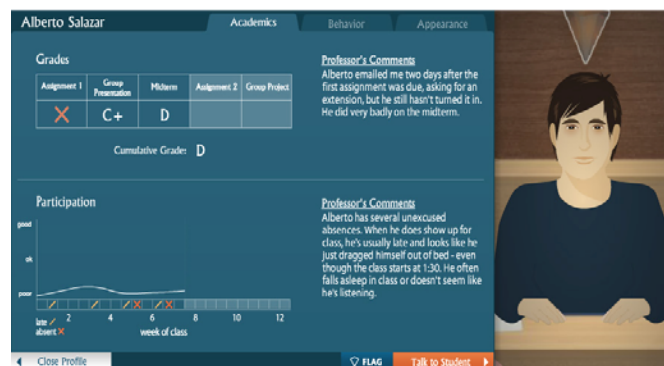 Alberto Salazar
Academics
Behavior
Appearance
Grades
Assignment 1
Group Presentation
Midterm
Assignment 2
Group Project
C+
D
Cumulative Grade: D
Professor's Comments
Alberto emailed me two days after the
first assignment was due, asking for an
extension, but he still hasn't turned it in.
He did very badly on the midterm.
Participation
good
ok
poor
2 4 6 8 10 12
late
absent
week of class
Professor's Comments
Alberto has several unexcused
absences. When he does show up for
class, he's usually late and looks like he
just dragged himself out of bed - even
though the class starts at 1:30. He often
falls asleep in class or doesn't seem like
he's listening.
Close Profile
FLAG
Talk to Student